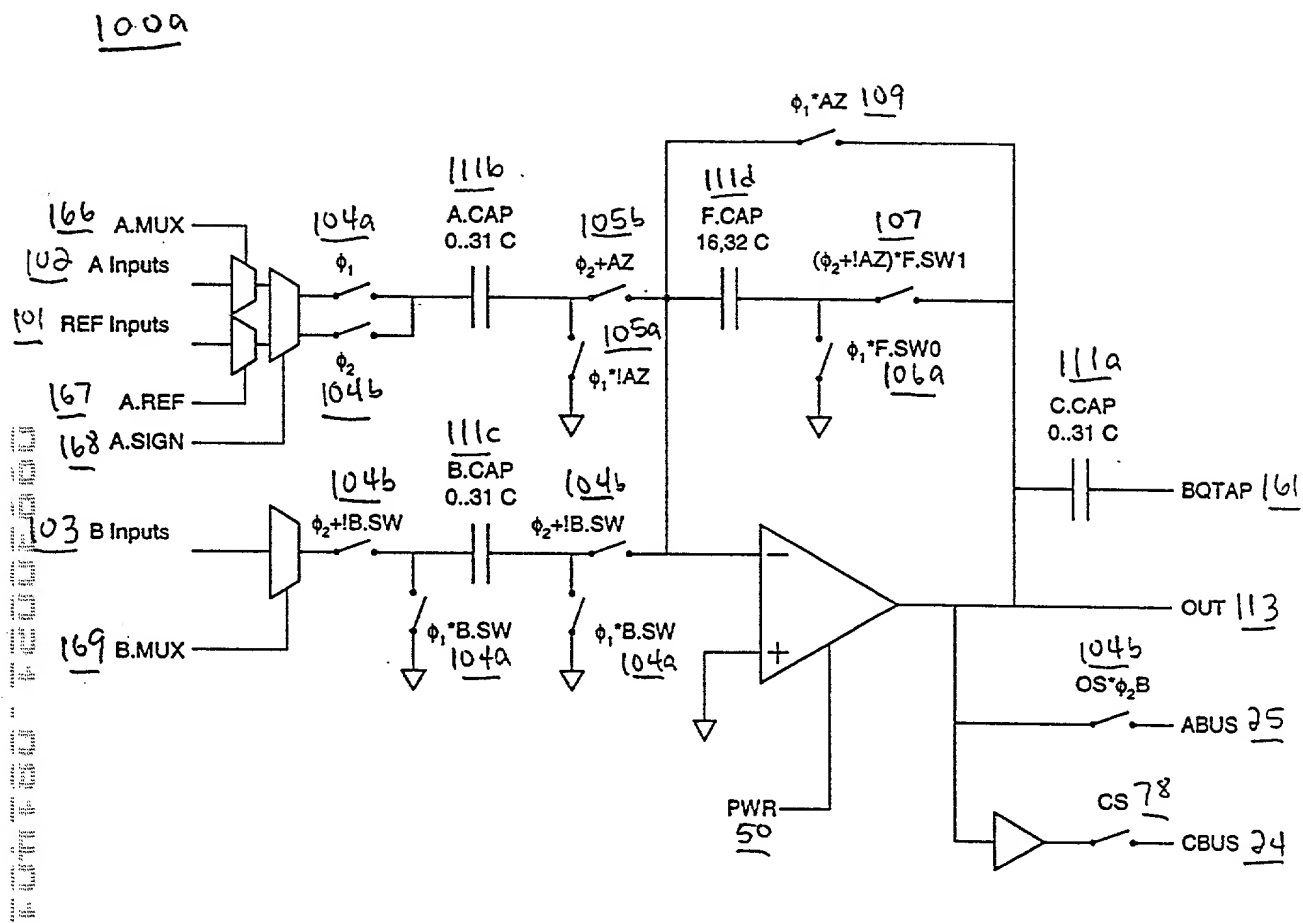 100a
ϕ1*AZ 109
111b
A.CAP
0..31 C
111d
F.CAP
16,32 C
166 A.MUX
104a
ϕ1
105b
ϕ2+AZ
107
(ϕ2+!AZ)*F.SW1
102 A Inputs
101 REF Inputs
ϕ2
104b
105a
ϕ1*!AZ
ϕ1*F.SW0
106a
111a
C.CAP
0..31 C
167 A.REF
168 A.SIGN
111c
B.CAP
0..31 C
104b
ϕ2+!B.SW
104b
ϕ2+!B.SW
BQTAP 161
103 B Inputs
−
+
OUT 113
ϕ1*B.SW
104a
ϕ1*B.SW
104a
169 B.MUX
104b
OS*ϕ2B
ABUS 25
PWR
50
CS 78
CBUS 24